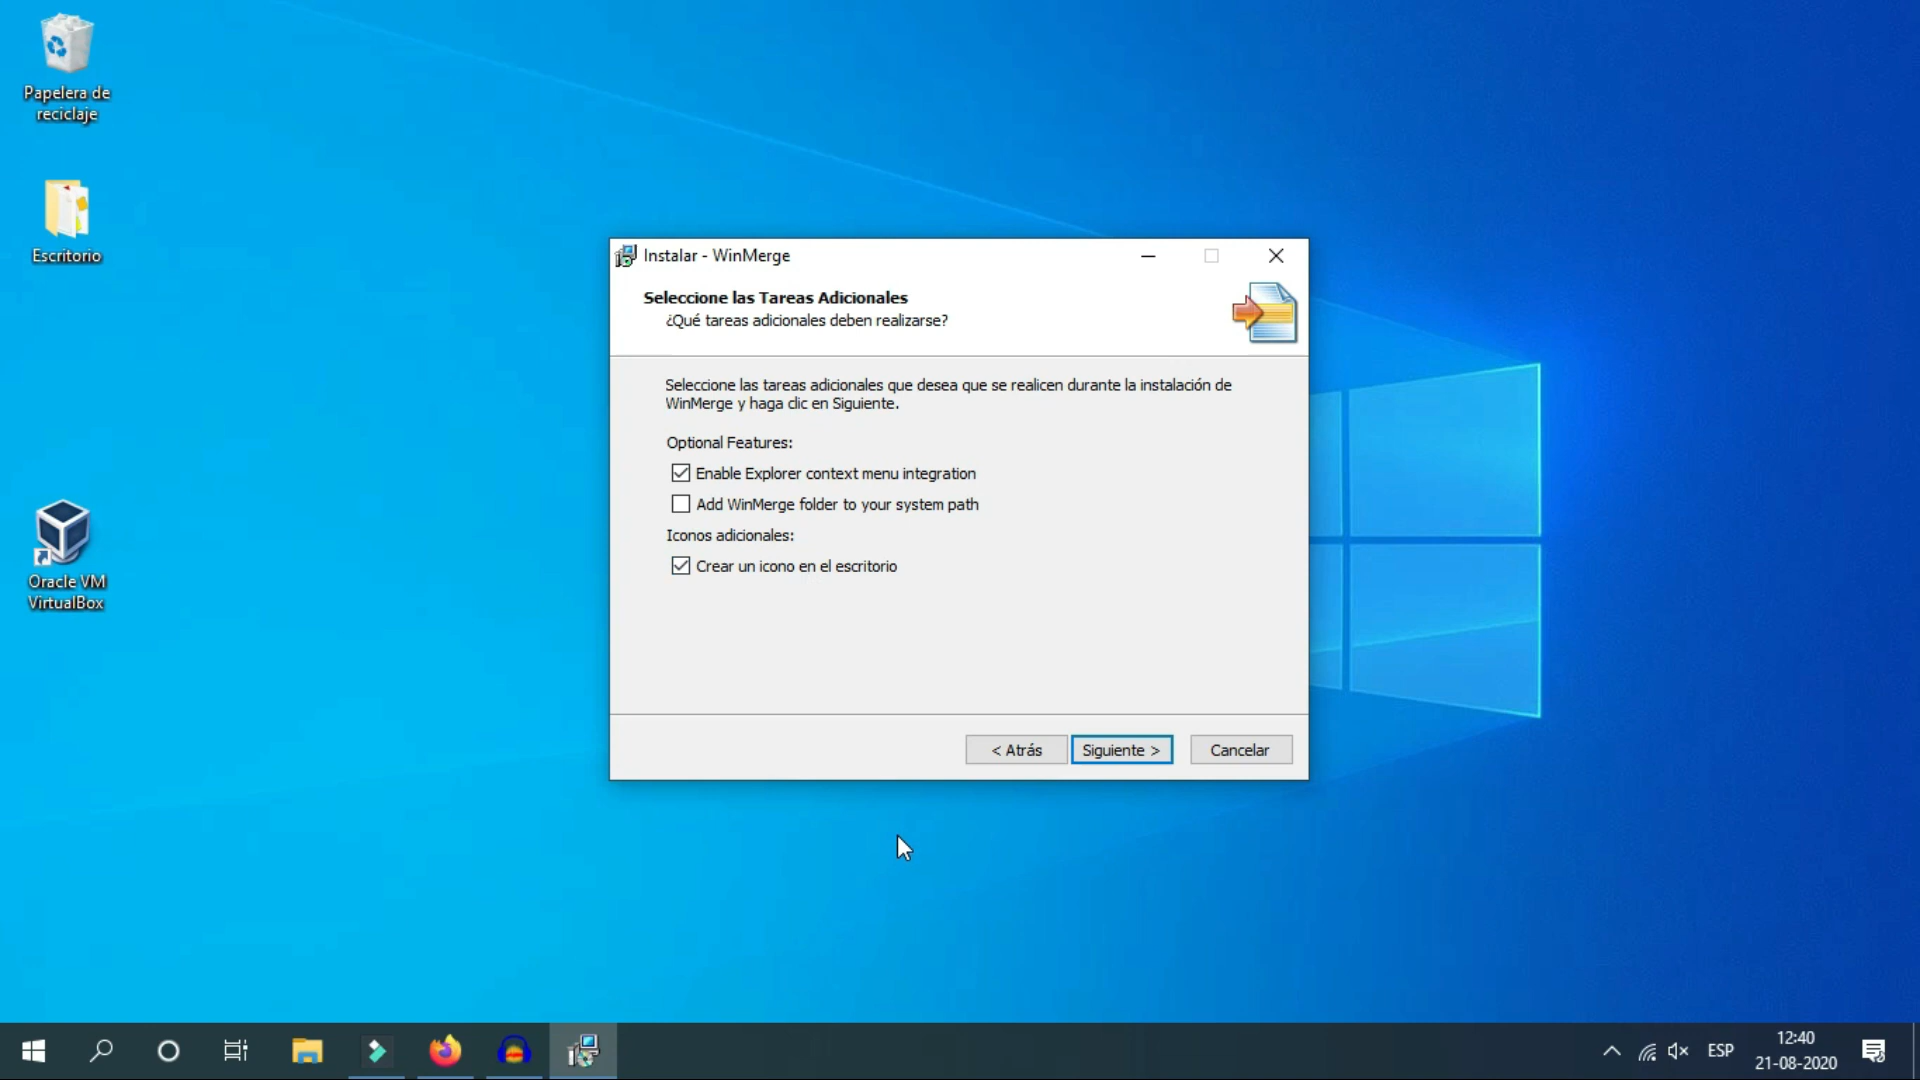 Papelera de
reciclaje
Escritorio
Oracle VM
VirtualBox
Instalar - WinMerge
Seleccione las Tareas Adicionales
¿Qué tareas adicionales deben realizarse?
Seleccione las tareas adicionales que desea que se realicen durante la instalación de
WinMerge y haga clic en Siguiente.
Optional Features:
Enable Explorer context menu integration
Add WinMerge folder to your system path
Iconos adicionales:
Crear un icono en el escritorio
< Atrás
Siguiente >
Cancelar
ESP
12:40
21-08-2020